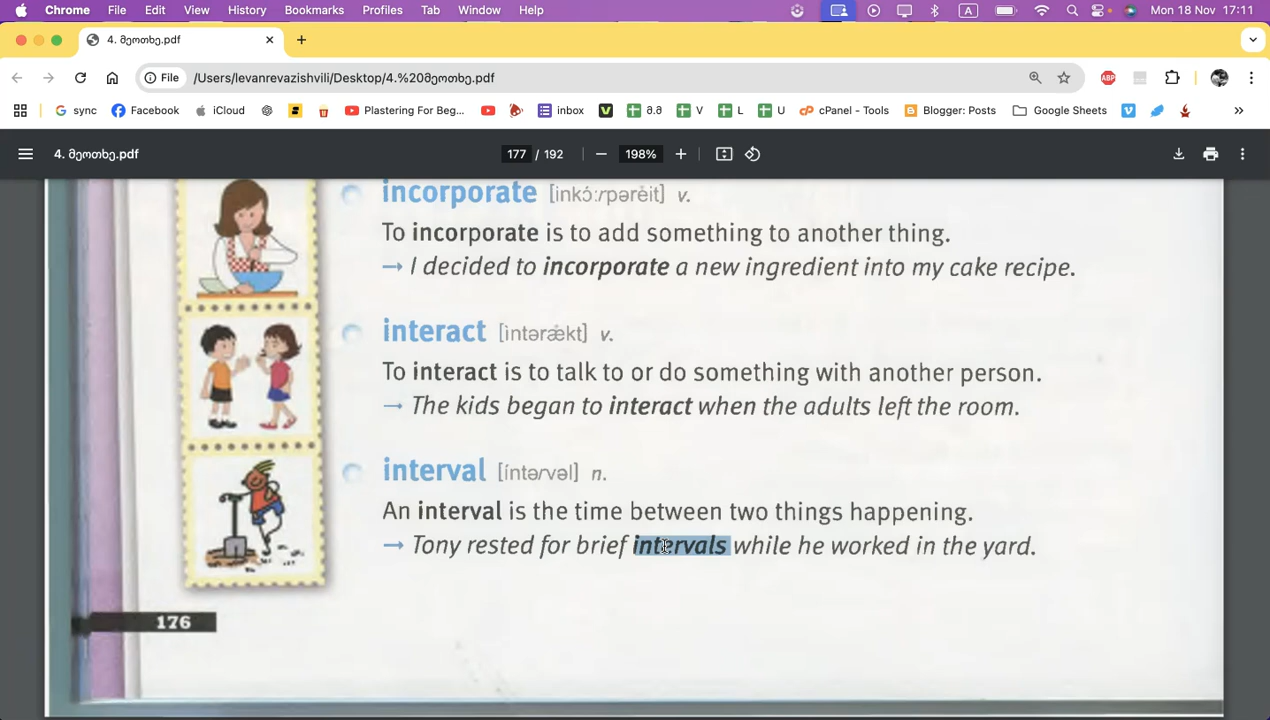 Chrome File Edit View History Bookmarks Profiles Tab Window Help A Mon 18 Nov 17:11
4. მეოთხე.pdf
File /Users/levanrevazishvili/Desktop/4.%20მეოთხე.pdf ABP
sync Facebook iCloud Plastering For Beg... inbox V მ.მ V L U cPanel - Tools Blogger: Posts Google Sheets »
4. მეოთხე.pdf 177 / 192 198%
incorporate [inkɔ́ːrpərèit] v.
To incorporate is to add something to another thing.
→ I decided to incorporate a new ingredient into my cake recipe.
interact [ìntərǽkt] v.
To interact is to talk to or do something with another person.
→ The kids began to interact when the adults left the room.
interval [íntərvəl] n.
An interval is the time between two things happening.
→ Tony rested for brief intervals while he worked in the yard.
176